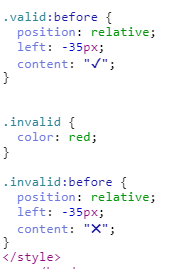 .valid:before {
position: relative;
left: -35px;
content: "✓";
}
.invalid {
color: red;
}
.invalid:before {
position: relative;
left: -35px;
content: "✕";
}
</style>